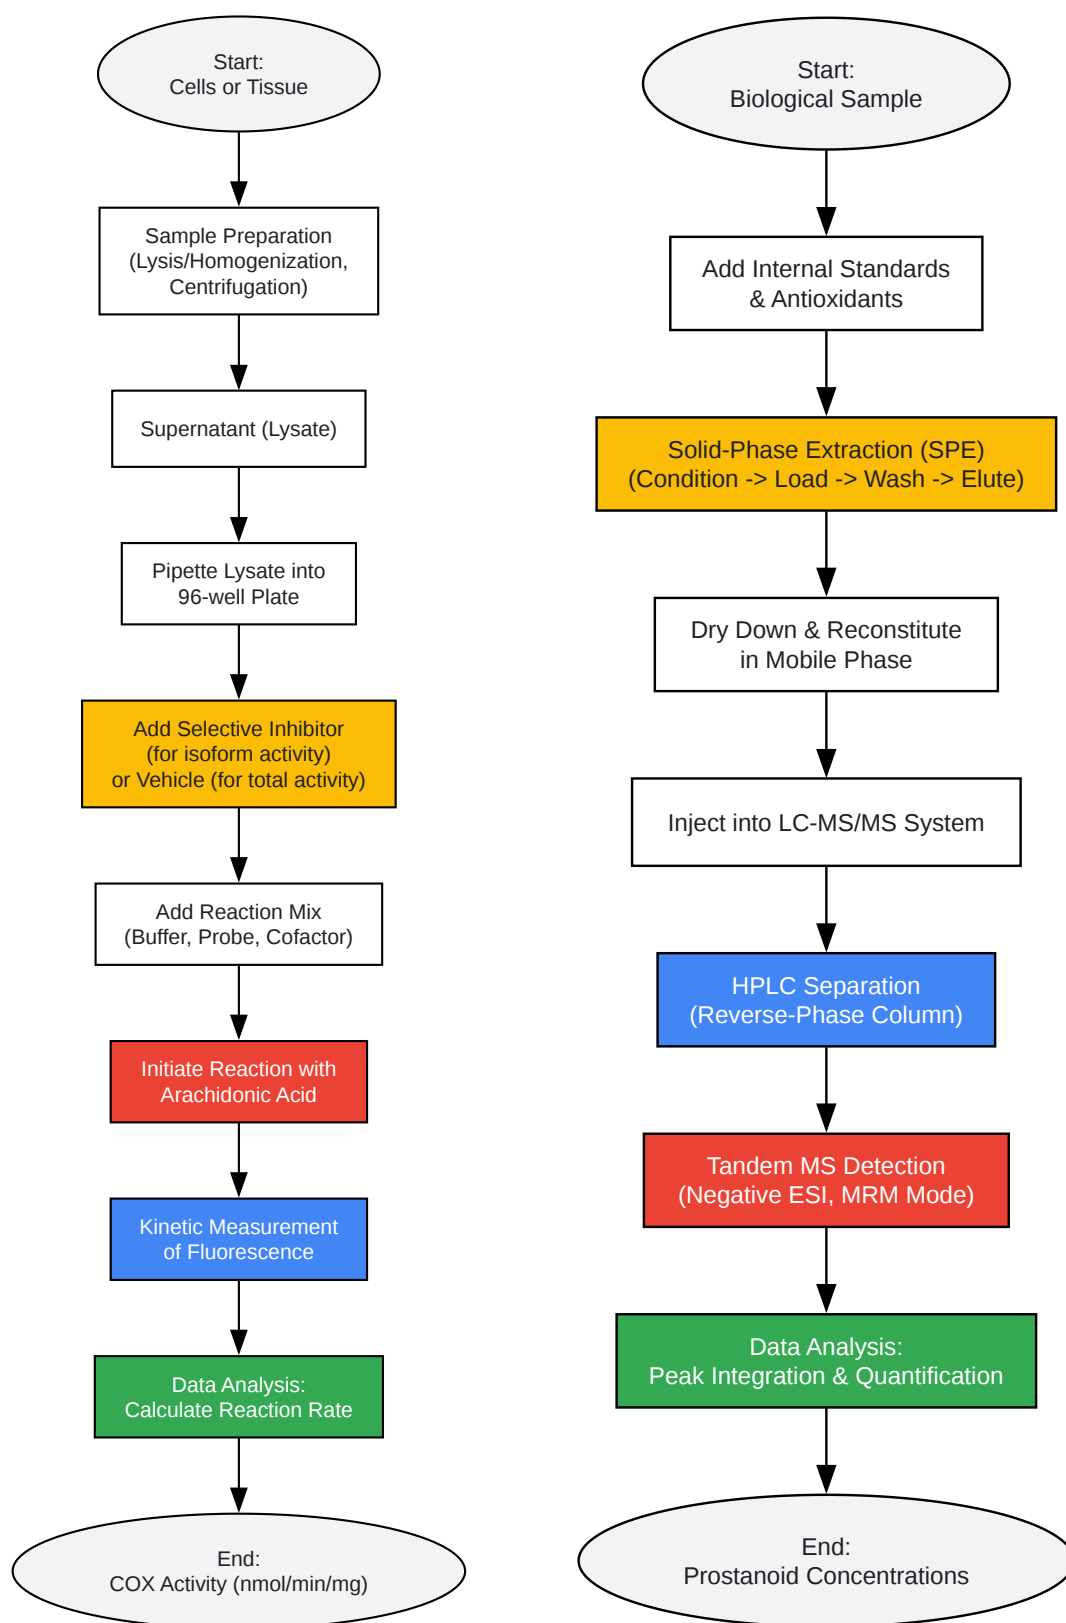 Start:
Cells or Tissue
Sample Preparation
(Lysis/Homogenization,
Centrifugation)
Supernatant (Lysate)
Pipette Lysate into
96-well Plate
Add Selective Inhibitor
(for isoform activity)
or Vehicle (for total activity)
Add Reaction Mix
(Buffer, Probe, Cofactor)
Initiate Reaction with
Arachidonic Acid
Kinetic Measurement
of Fluorescence
Data Analysis:
Calculate Reaction Rate
End:
COX Activity (nmol/min/mg)
Start:
Biological Sample
Add Internal Standards
& Antioxidants
Solid-Phase Extraction (SPE)
(Condition -> Load -> Wash -> Elute)
Dry Down & Reconstitute
in Mobile Phase
Inject into LC-MS/MS System
HPLC Separation
(Reverse-Phase Column)
Tandem MS Detection
(Negative ESI, MRM Mode)
Data Analysis:
Peak Integration & Quantification
End:
Prostanoid Concentrations